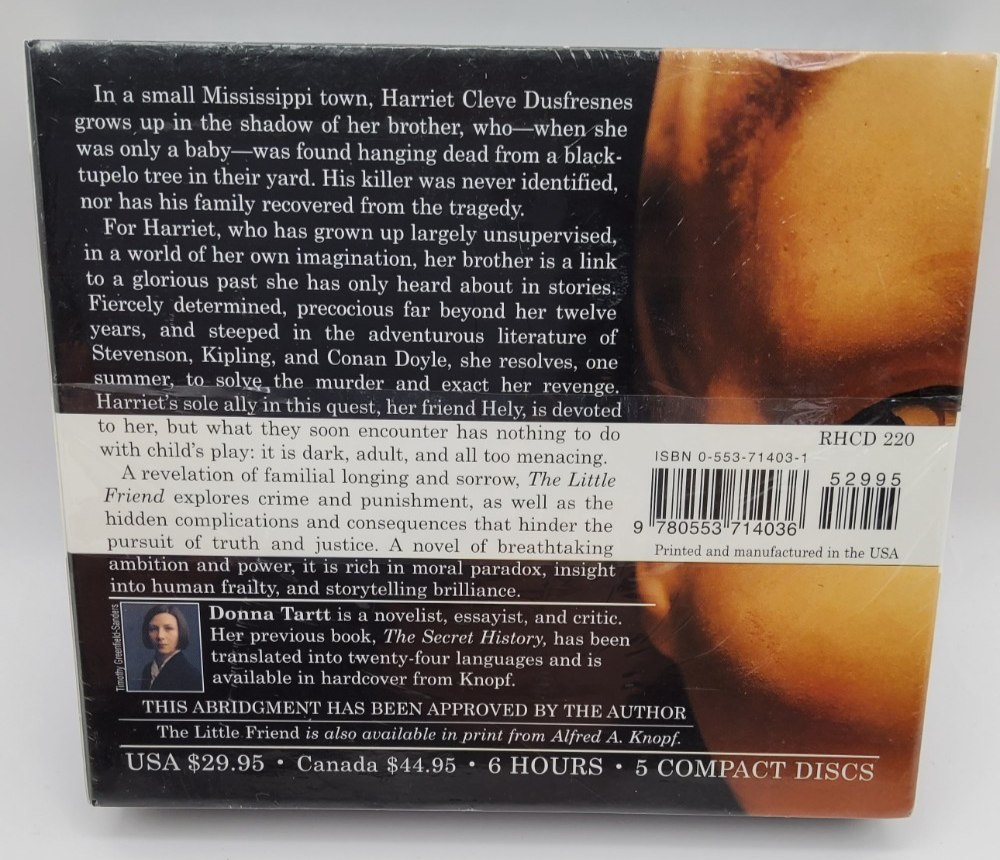 In a small Mississippi town, Harriet Cleve Dusfresnes
grows up in the shadow of her brother, who—when she
was only a baby—was found hanging dead from a black-
tupelo tree in their yard. His killer was never identified,
nor has his family recovered from the tragedy.
For Harriet, who has grown up largely unsupervised,
in a world of her own imagination, her brother is a link
to a glorious past she has only heard about in stories.
Fiercely determined, precocious far beyond her twelve
years, and steeped in the adventurous literature of
Stevenson, Kipling, and Conan Doyle, she resolves, one
summer, to solve the murder and exact her revenge.
Harriet's sole ally in this quest, her friend Hely, is devoted
to her, but what they soon encounter has nothing to do
with child's play: it is dark, adult, and all too menacing.
A revelation of familial longing and sorrow, The Little
Friend explores crime and punishment, as well as the
hidden complications and consequences that hinder the
pursuit of truth and justice. A novel of breathtaking
ambition and power, it is rich in moral paradox, insight
into human frailty, and storytelling brilliance.
RHCD 220
ISBN 0-553-71403-1
52995
9 780553 714036
Printed and manufactured in the USA
Timothy Greenfield-Sanders
Donna Tartt is a novelist, essayist, and critic.
Her previous book, The Secret History, has been
translated into twenty-four languages and is
available in hardcover from Knopf.
THIS ABRIDGMENT HAS BEEN APPROVED BY THE AUTHOR
The Little Friend is also available in print from Alfred A. Knopf.
USA $29.95 • Canada $44.95 • 6 HOURS • 5 COMPACT DISCS